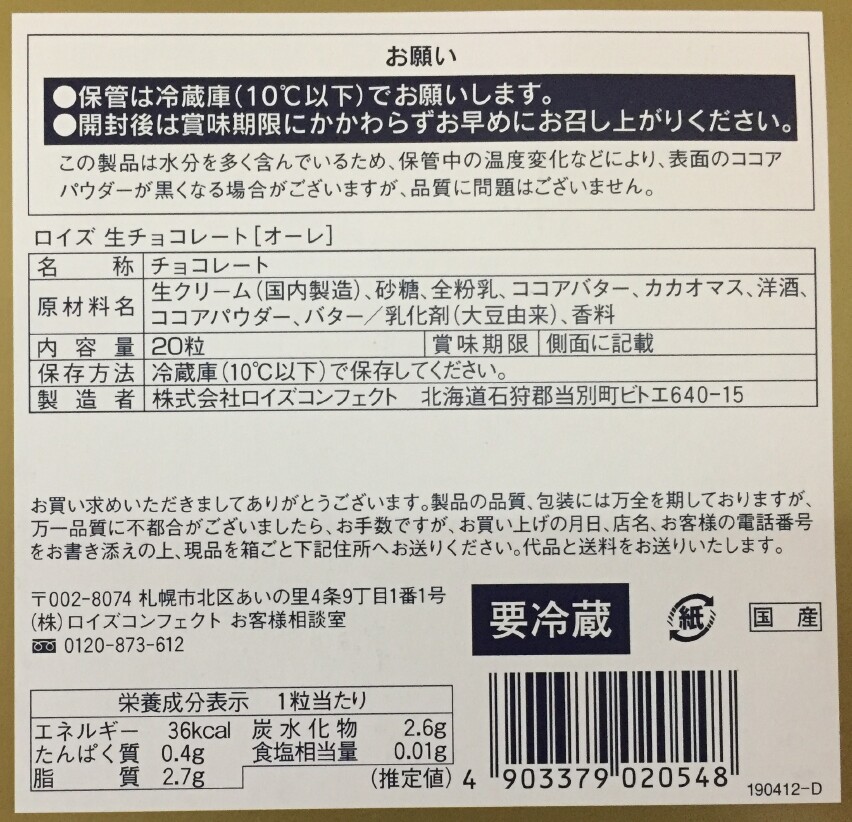 お願い
●保管は冷蔵庫(10℃以下)でお願いします。
●開封後は賞味期限にかかわらずお早めにお召し上がりください。
この製品は水分を多く含んでいるため、保管中の温度変化などにより、表面のココア
パウダーが黒くなる場合がございますが、品質に問題はございません。
ロイズ 生チョコレート[オーレ]
名称 チョコレート
原材料名 生クリーム(国内製造)、砂糖、全粉乳、ココアバター、カカオマス、洋酒、
ココアパウダー、バター/乳化剤(大豆由来)、香料
内容量 20粒 賞味期限 側面に記載
保存方法 冷蔵庫(10℃以下)で保存してください。
製造者 株式会社ロイズコンフェクト 北海道石狩郡当別町ビトエ640-15
お買い求めいただきましてありがとうございます。製品の品質、包装には万全を期しておりますが、
万一品質に不都合がございましたら、お手数ですが、お買い上げの月日、店名、お客様の電話番号
をお書き添えの上、現品を箱ごと下記住所へお送りください。代品と送料をお送りいたします。
〒002-8074 札幌市北区あいの里4条9丁目1番1号
(株)ロイズコンフェクト お客様相談室
0120-873-612
要冷蔵
紙
国産
栄養成分表示 1粒当たり
エネルギー 36kcal 炭水化物 2.6g
たんぱく質 0.4g 食塩相当量 0.01g
脂質 2.7g (推定値)
4 903379 020548
190412-D